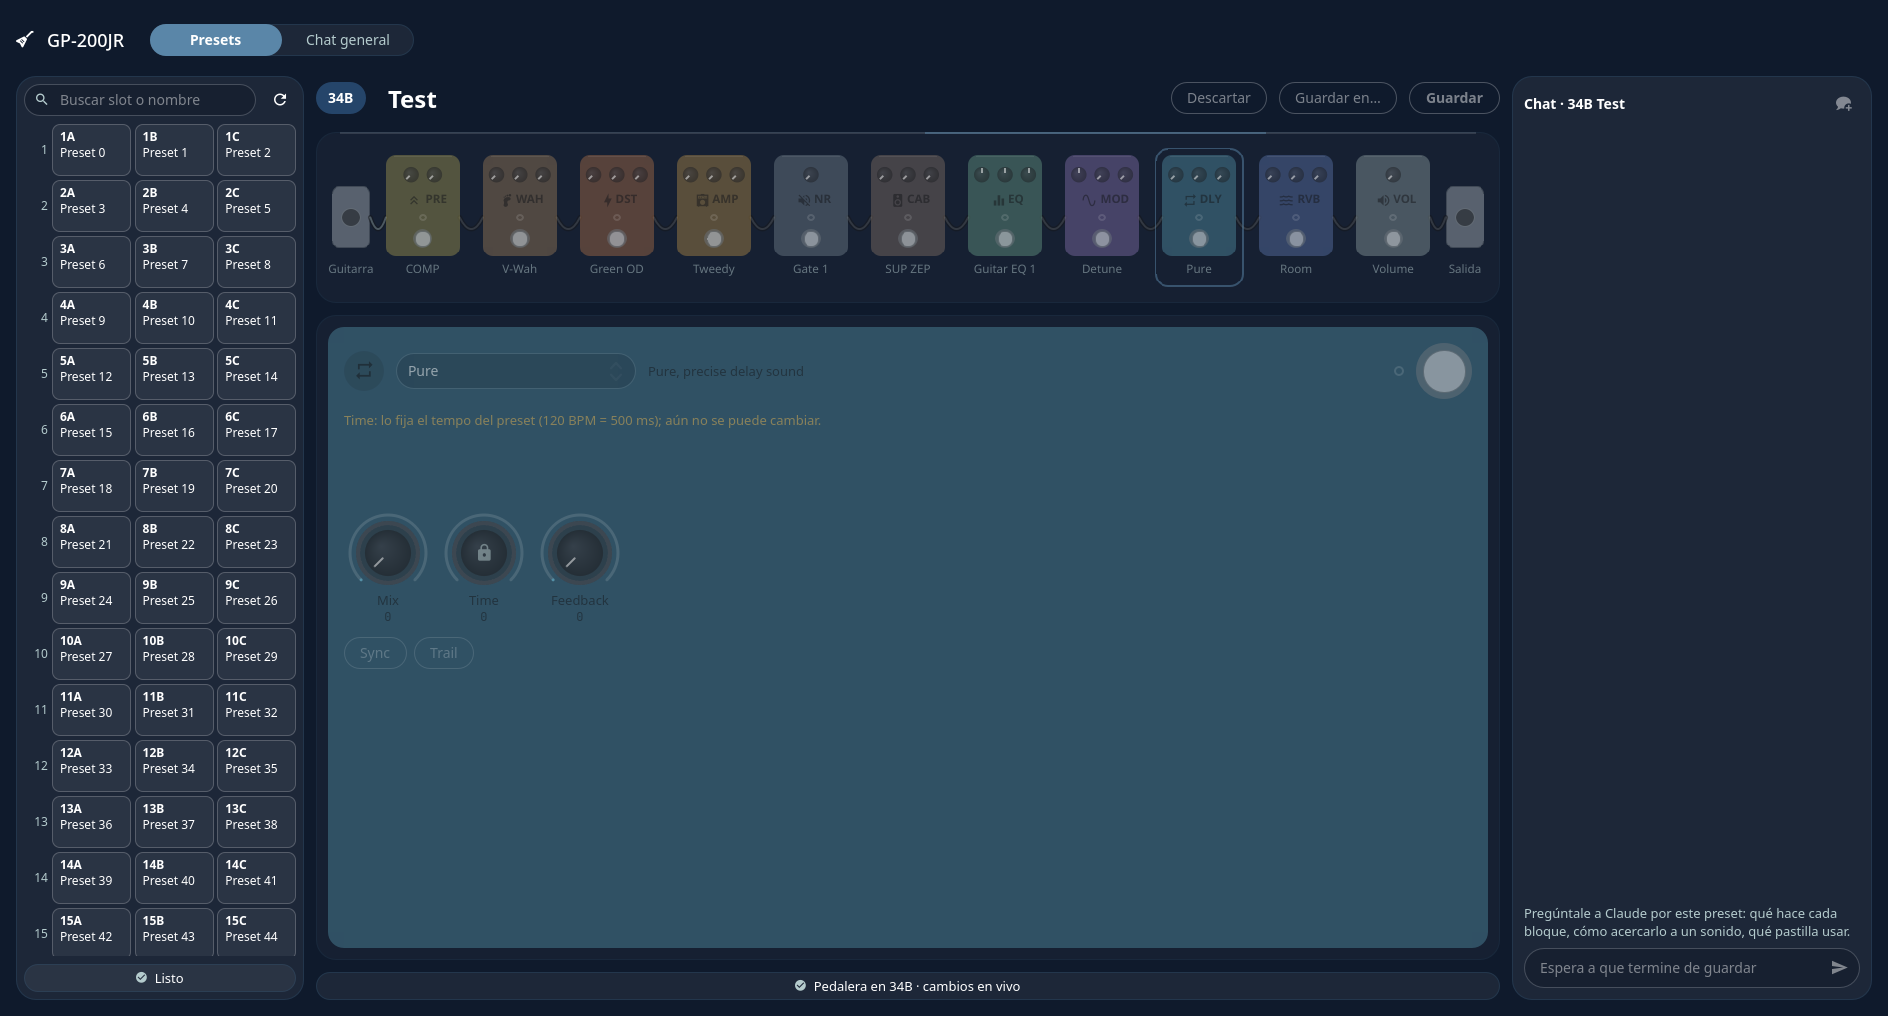 GP-200JR
Presets
Chat general
Buscar slot o nombre
1
1A
Preset 0
1B
Preset 1
1C
Preset 2
2
2A
Preset 3
2B
Preset 4
2C
Preset 5
3
3A
Preset 6
3B
Preset 7
3C
Preset 8
4
4A
Preset 9
4B
Preset 10
4C
Preset 11
5
5A
Preset 12
5B
Preset 13
5C
Preset 14
6
6A
Preset 15
6B
Preset 16
6C
Preset 17
7
7A
Preset 18
7B
Preset 19
7C
Preset 20
8
8A
Preset 21
8B
Preset 22
8C
Preset 23
9
9A
Preset 24
9B
Preset 25
9C
Preset 26
10
10A
Preset 27
10B
Preset 28
10C
Preset 29
11
11A
Preset 30
11B
Preset 31
11C
Preset 32
12
12A
Preset 33
12B
Preset 34
12C
Preset 35
13
13A
Preset 36
13B
Preset 37
13C
Preset 38
14
14A
Preset 39
14B
Preset 40
14C
Preset 41
15
15A
Preset 42
15B
Preset 43
15C
Preset 44
Listo
34B
Test
Descartar
Guardar en...
Guardar
PRE
WAH
DST
AMP
NR
CAB
EQ
MOD
DLY
RVB
VOL
Guitarra
COMP
V-Wah
Green OD
Tweedy
Gate 1
SUP ZEP
Guitar EQ 1
Detune
Pure
Room
Volume
Salida
Pure
Pure, precise delay sound
Time: lo fija el tempo del preset (120 BPM = 500 ms); aún no se puede cambiar.
Mix
0
Time
0
Feedback
0
Sync
Trail
Pedalera en 34B · cambios en vivo
Chat · 34B Test
Pregúntale a Claude por este preset: qué hace cada
bloque, cómo acercarlo a un sonido, qué pastilla usar.
Espera a que termine de guardar